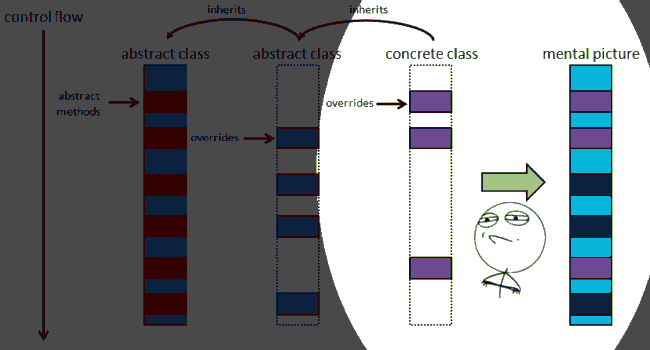 inherits
inherits
control flow
abstract class
abstract class
concrete class
mental picture
abstract
methods
overrides
overrides